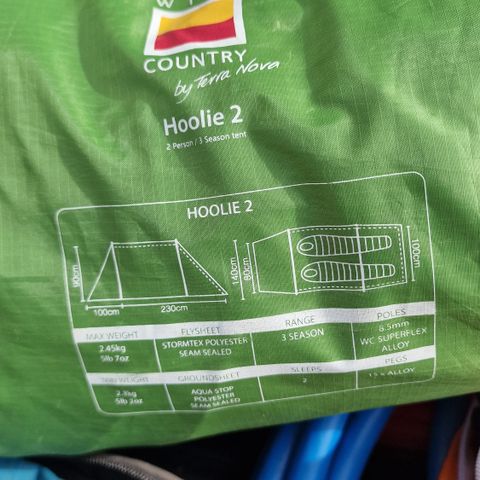 COUNTRY
by Terra Nova
Hoolie 2
2 Person / 3 Season tent
HOOLIE 2
90cm
100cm
230cm
140cm
80cm
100cm
MAX WEIGHT
2.45kg
5lb 7oz
FLYSHEET
STORMTEX POLYESTER
SEAM SEALED
RANGE
3 SEASON
POLES
8.5mm
WC SUPERFLEX
ALLOY
WEIGHT
2.3kg
5lb 2oz
GROUNDSHEET
AQUA STOP
POLYESTER
SEAM SEALED
SLEEPS
2
PEGS
15 x ALLOY